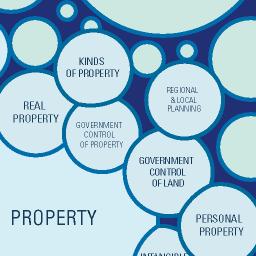 KINDS
OF PROPERTY
REGIONAL
& LOCAL
PLANNING
REAL
PROPERTY
GOVERNMENT
CONTROL
OF PROPERTY
GOVERNMENT
CONTROL
OF LAND
PROPERTY
PERSONAL
PROPERTY
INTANGIBLE